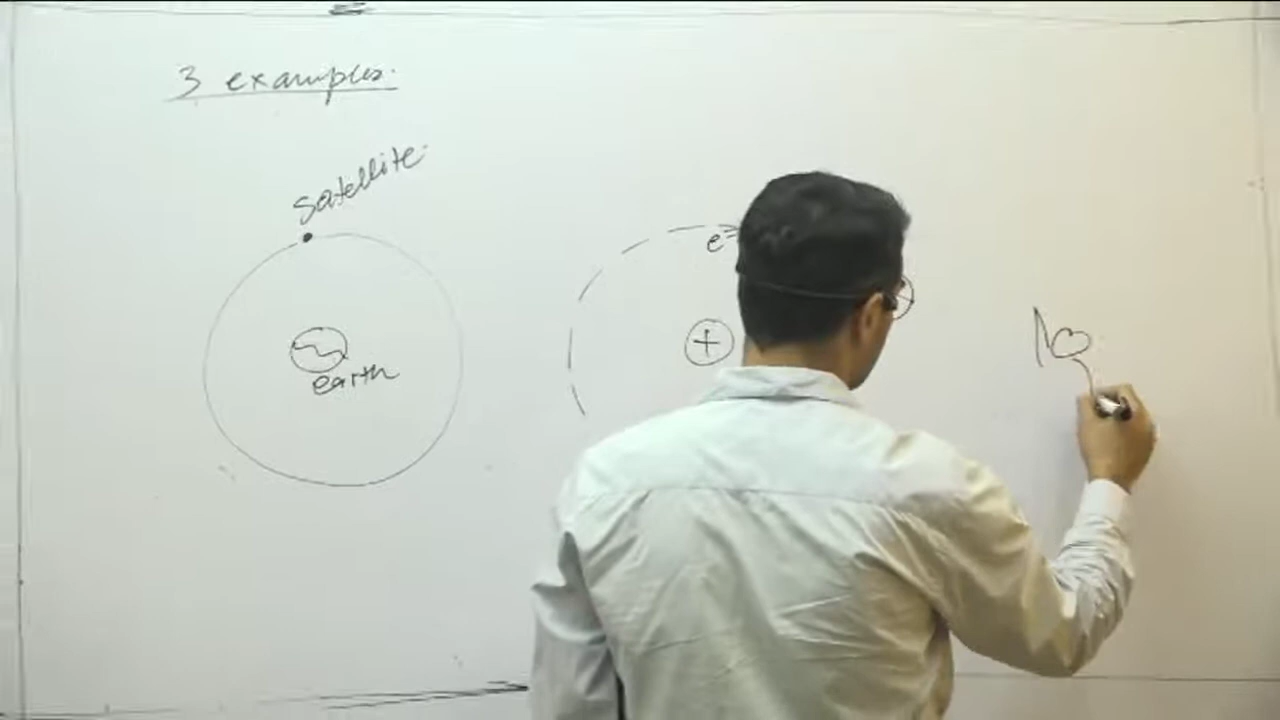 3 examples.
satellite.
earth
e-
+